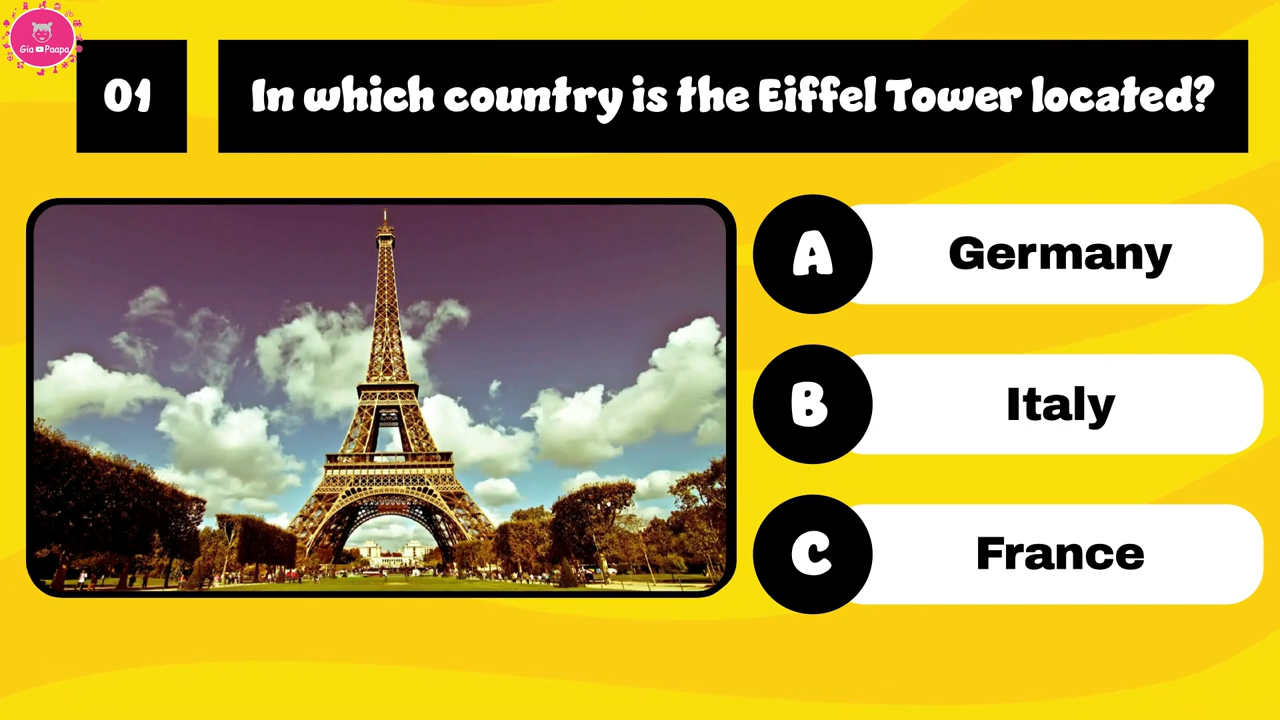 Gia Paapa
01
In which country is the Eiffel Tower located?
A
Germany
B
Italy
C
France